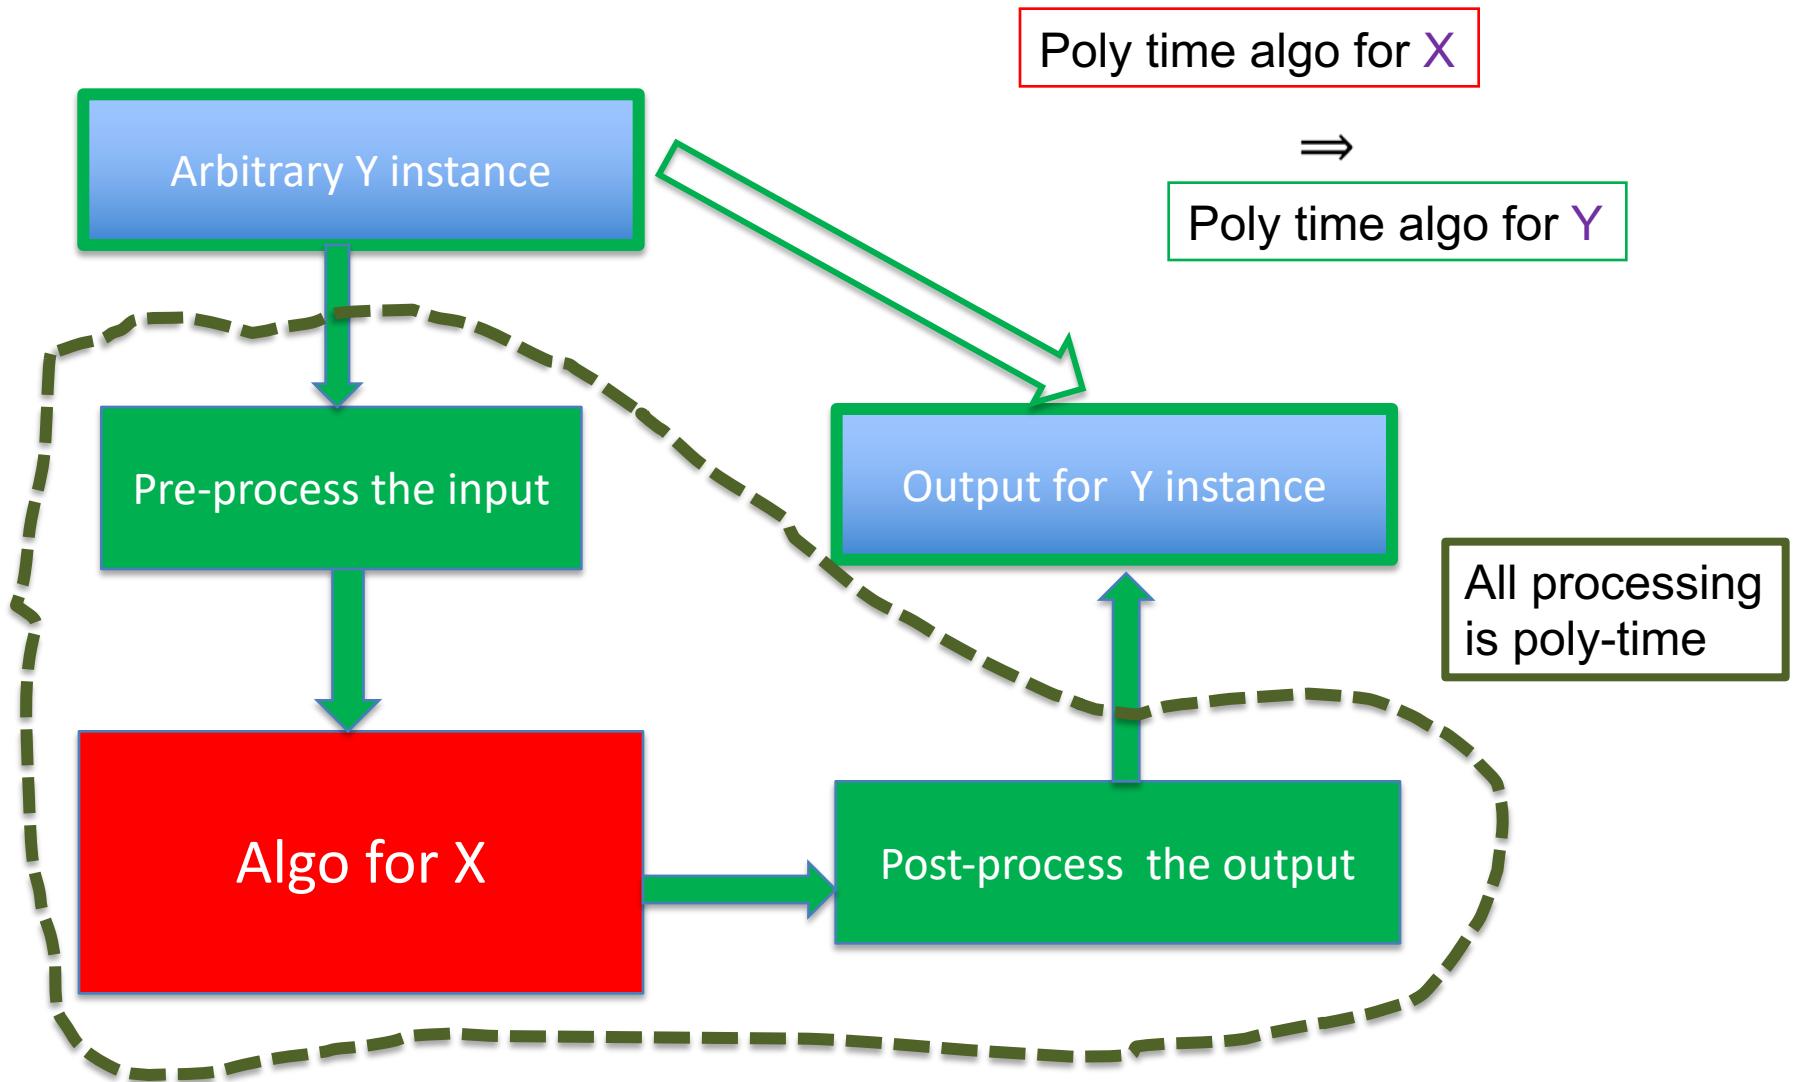 Poly time algo for X
⇒
Poly time algo for Y
Arbitrary Y instance
Pre-process the input
Output for Y instance
All processing
is poly-time
Algo for X
Post-process the output